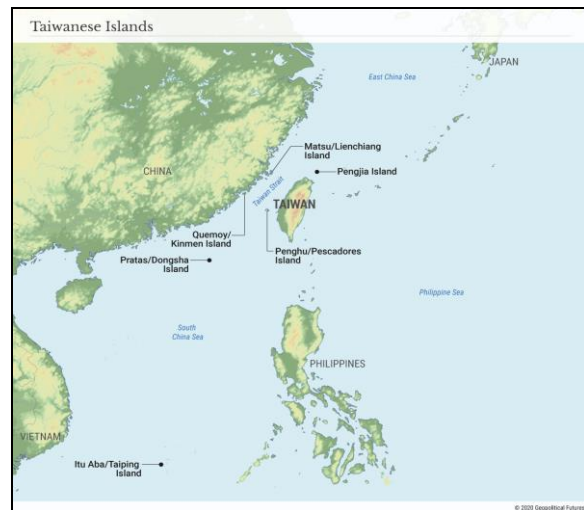 Taiwanese Islands
JAPAN
East China Sea
Matsu/Lienchiang
Island
CHINA
Pengjia Island
Taiwan Strait
TAIWAN
Quemoy/
Kinmen Island
Penghu/Pescadores
Island
Pratas/Dongsha
Island
Philippine Sea
South
China Sea
PHILIPPINES
VIETNAM
Itu Aba/Taiping
Island
© 2020 Geopolitical Futures